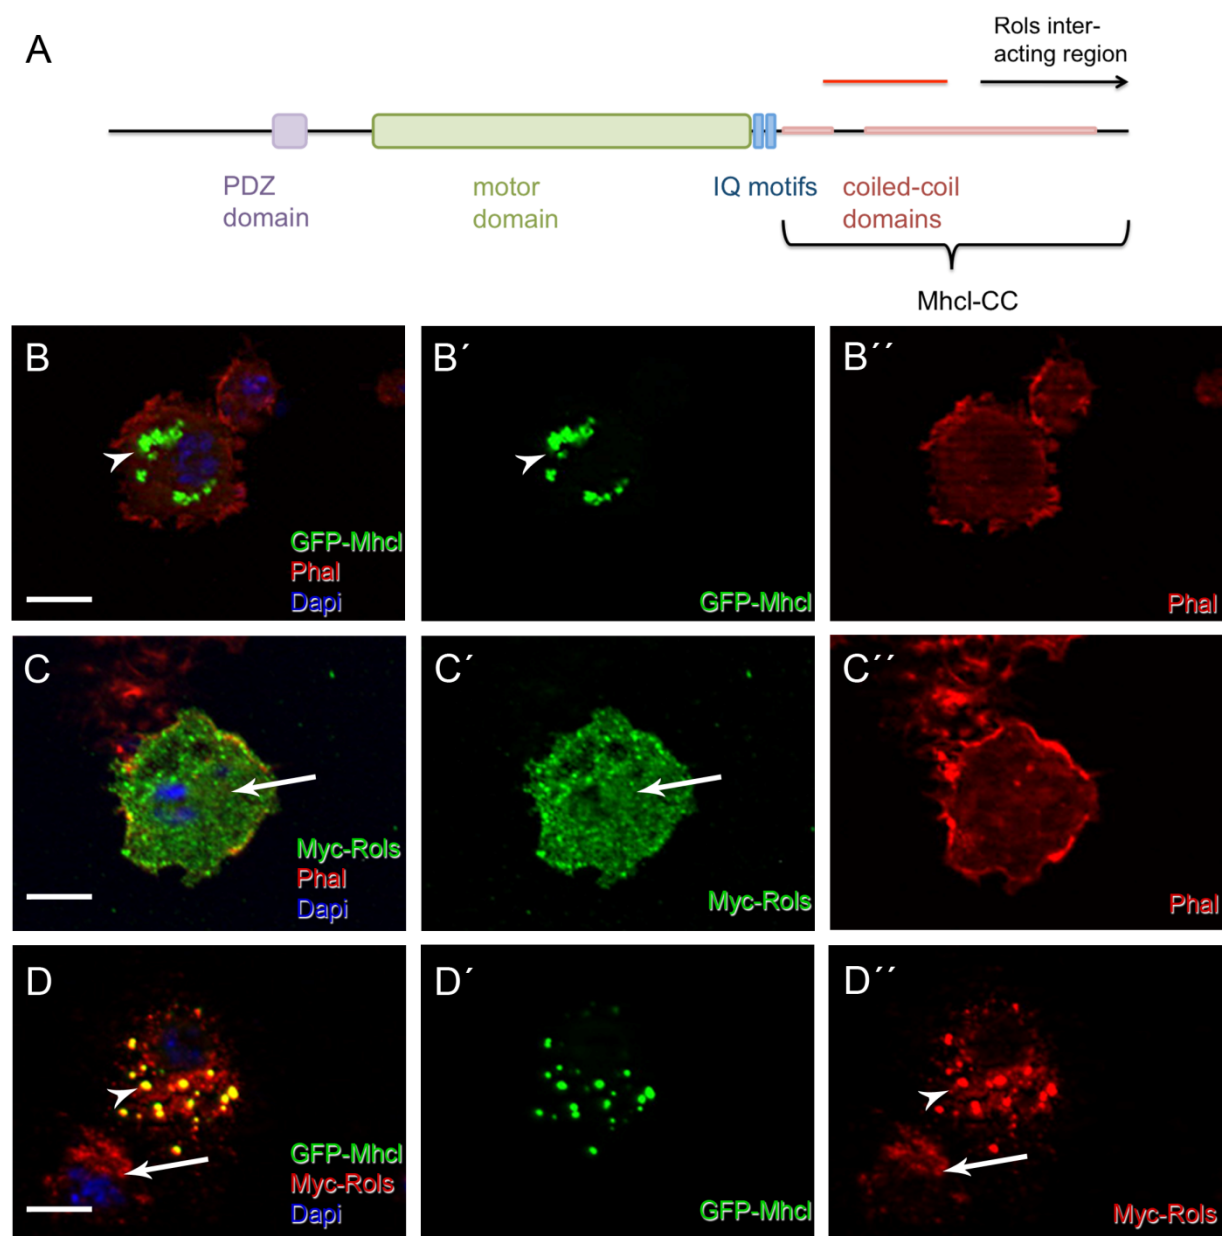 A
Rols inter-
acting region
PDZ
domain
motor
domain
IQ motifs
coiled-coil
domains
Mhcl-CC
B
GFP-Mhcl
Phal
Dapi
B´
GFP-Mhcl
B´´
Phal
C
Myc-Rols
Phal
Dapi
C´
Myc-Rols
C´´
Phal
D
GFP-Mhcl
Myc-Rols
Dapi
D´
GFP-Mhcl
D´´
Myc-Rols